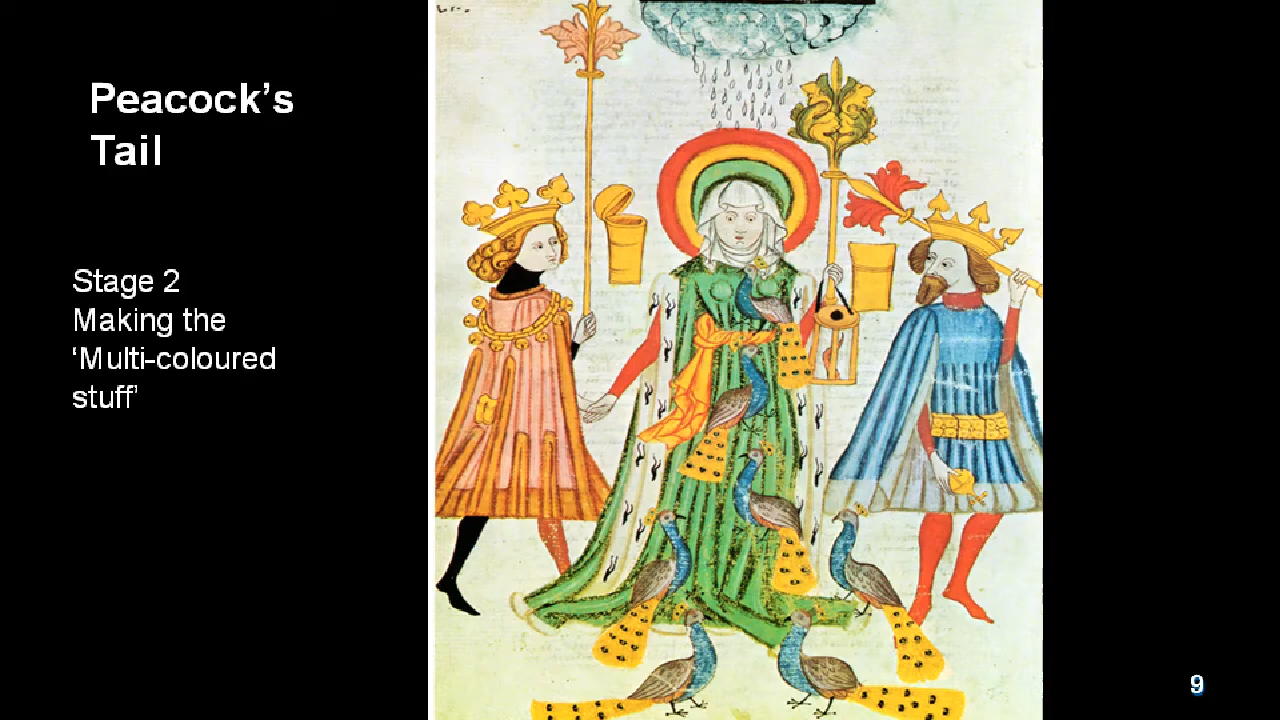 Peacock’s
Tail
Stage 2
Making the
‘Multi-coloured
stuff’
9